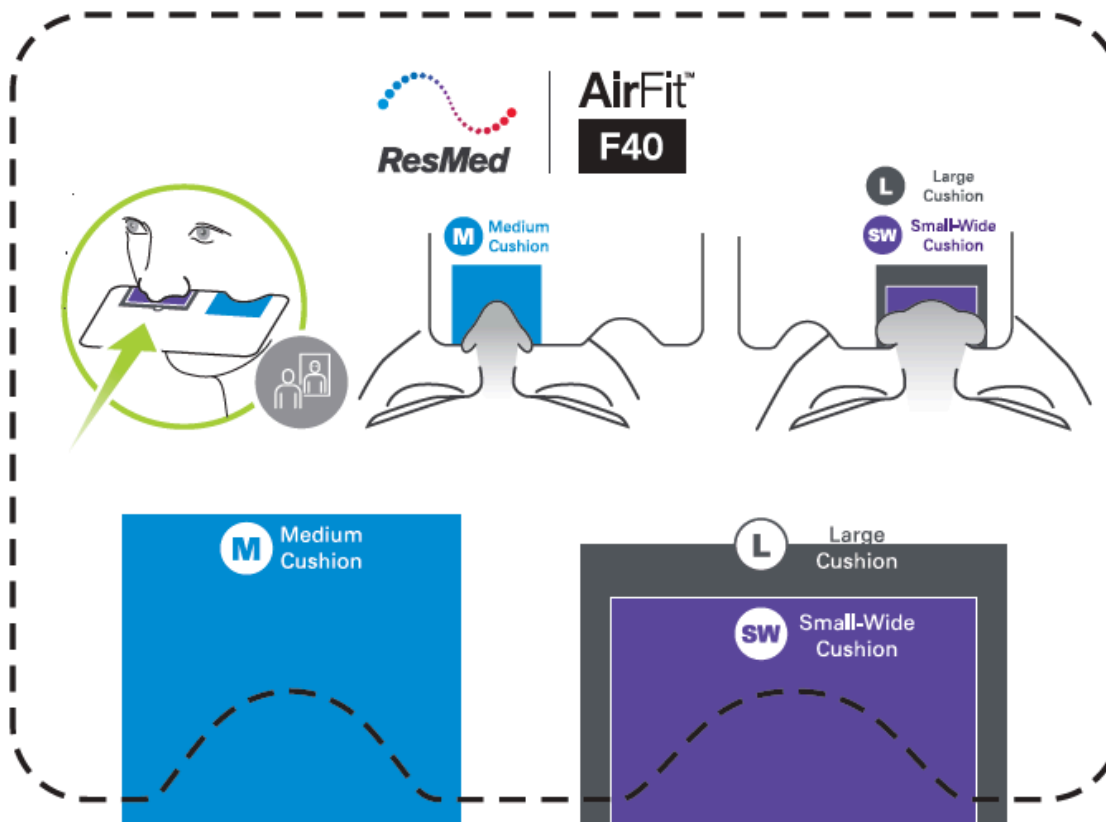 ResMed
AirFit™
F40
M Medium
Cushion
L Large
Cushion
SW Small-Wide
Cushion
M Medium
Cushion
L Large
Cushion
SW Small-Wide
Cushion